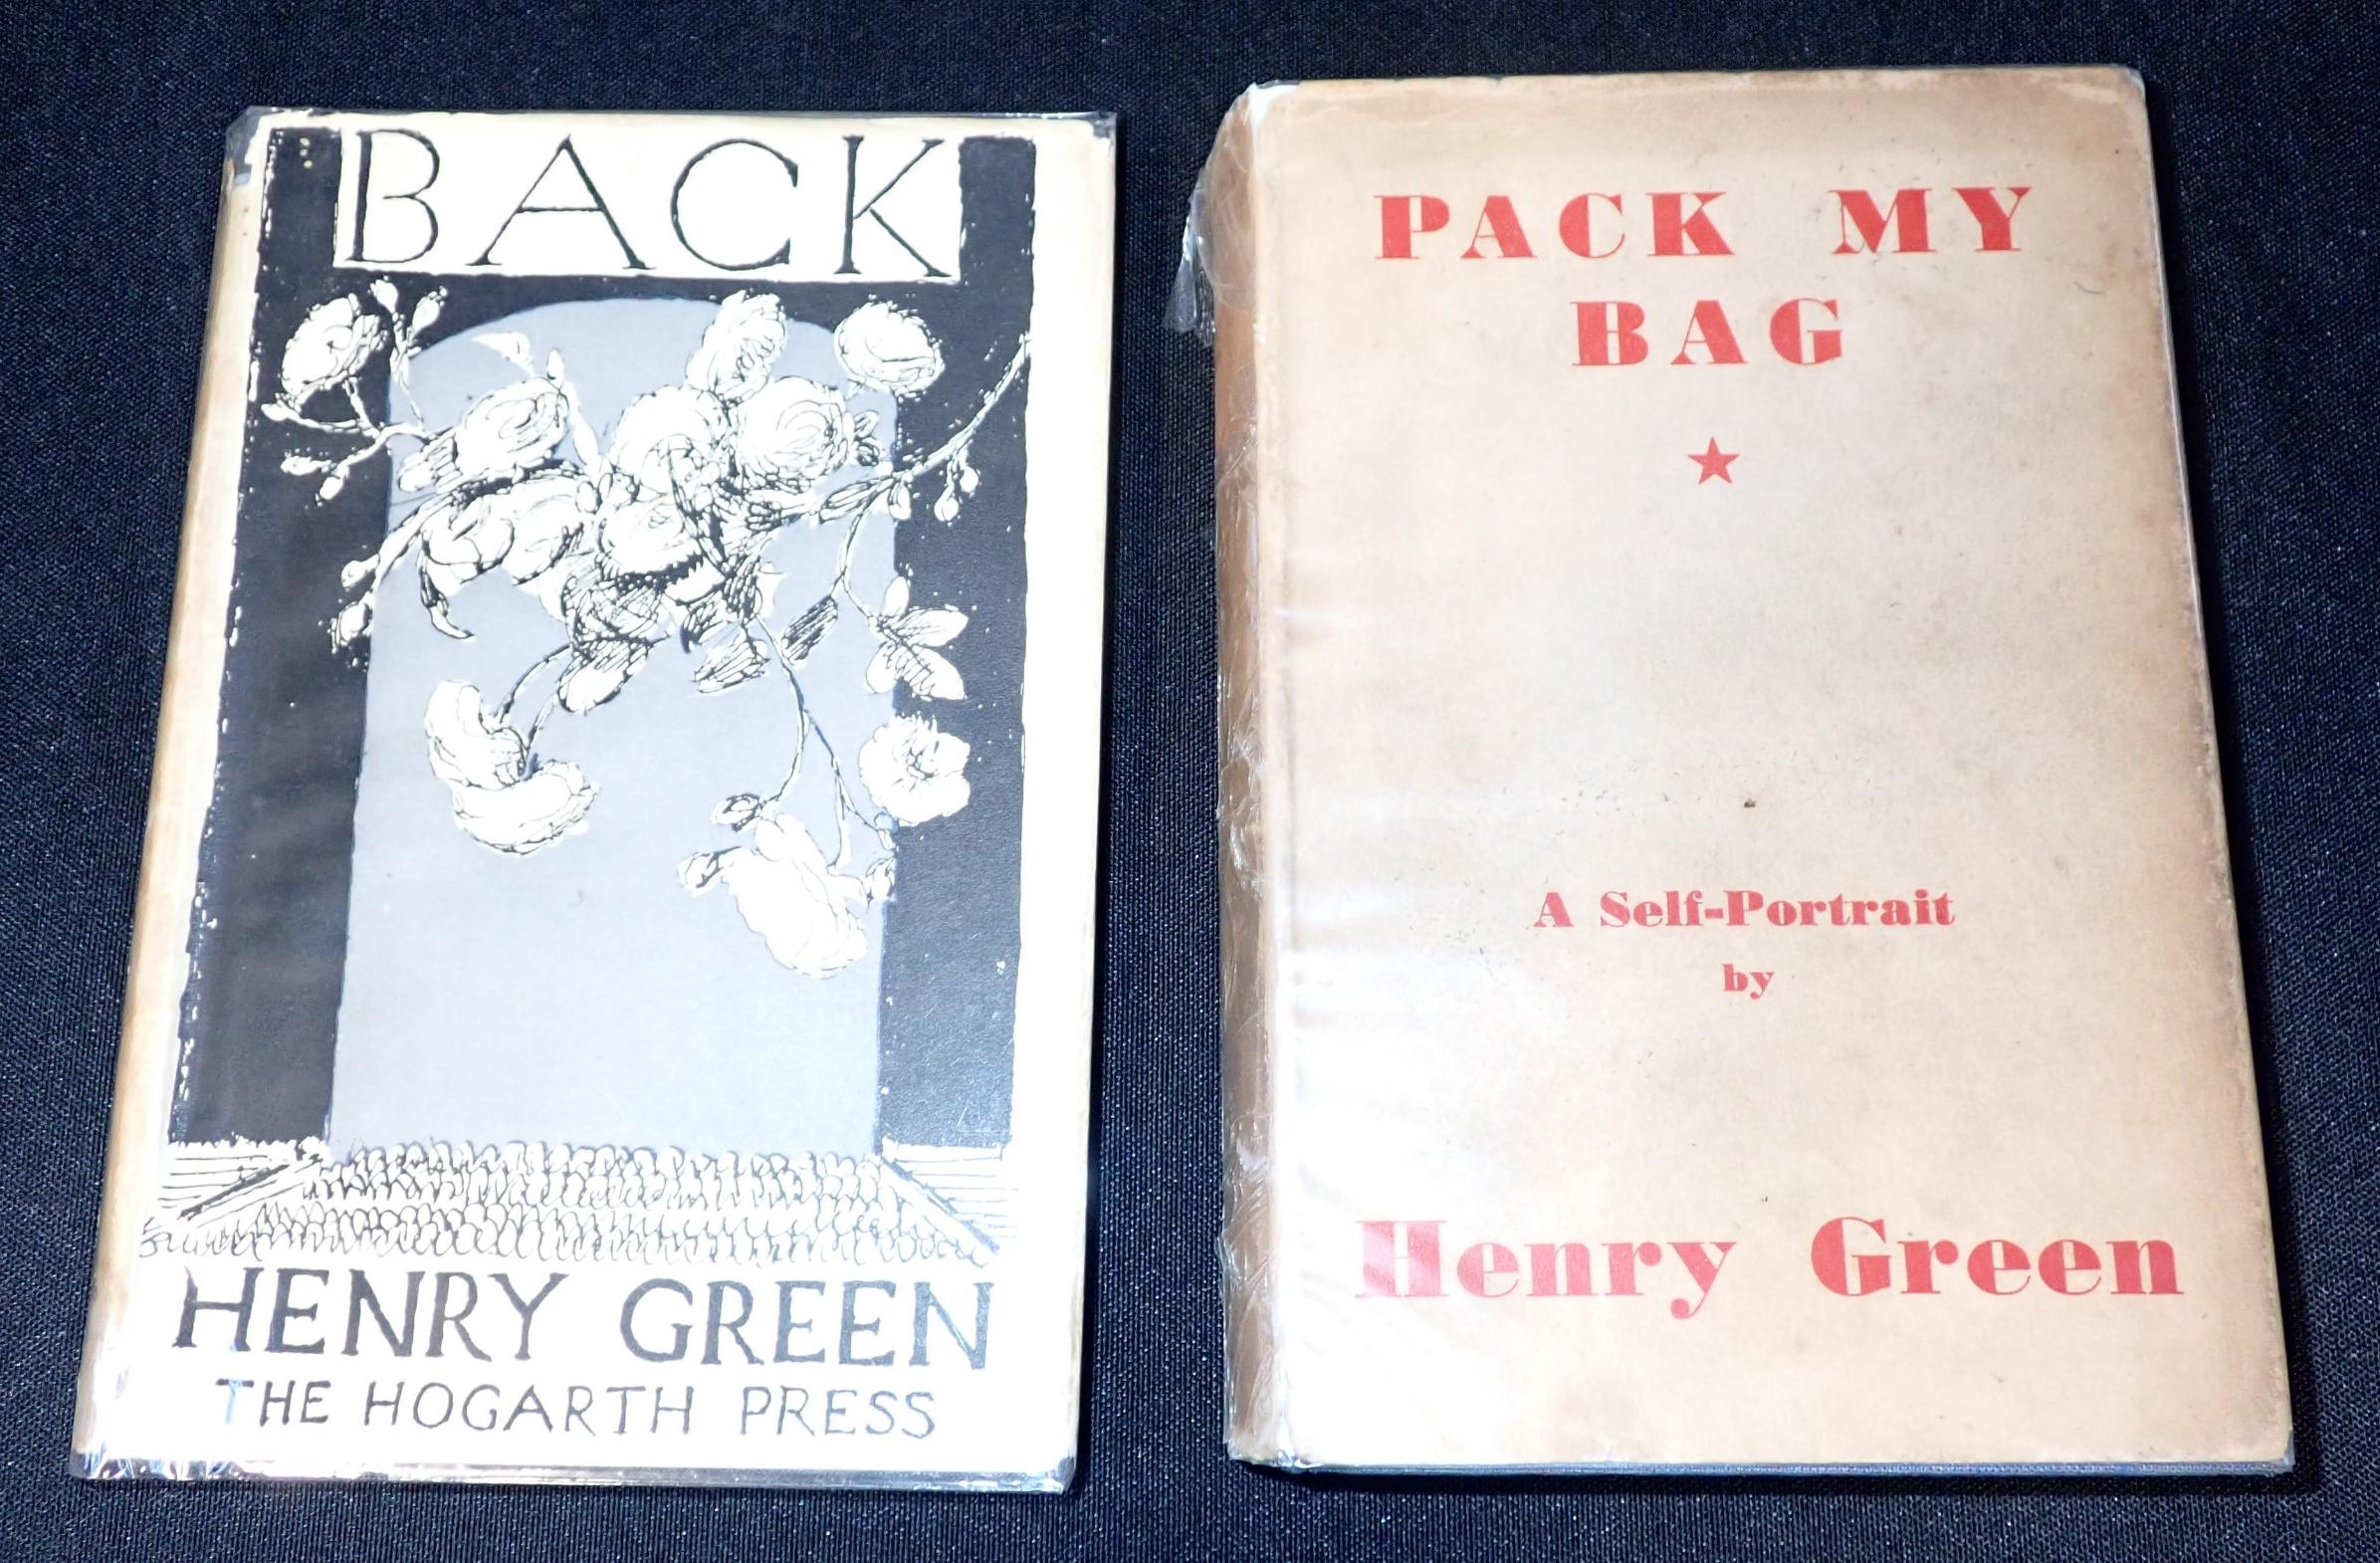 BACK
HENRY GREEN
THE HOGARTH PRESS
PACK MY
BAG
A Self-Portrait
by
Henry Green